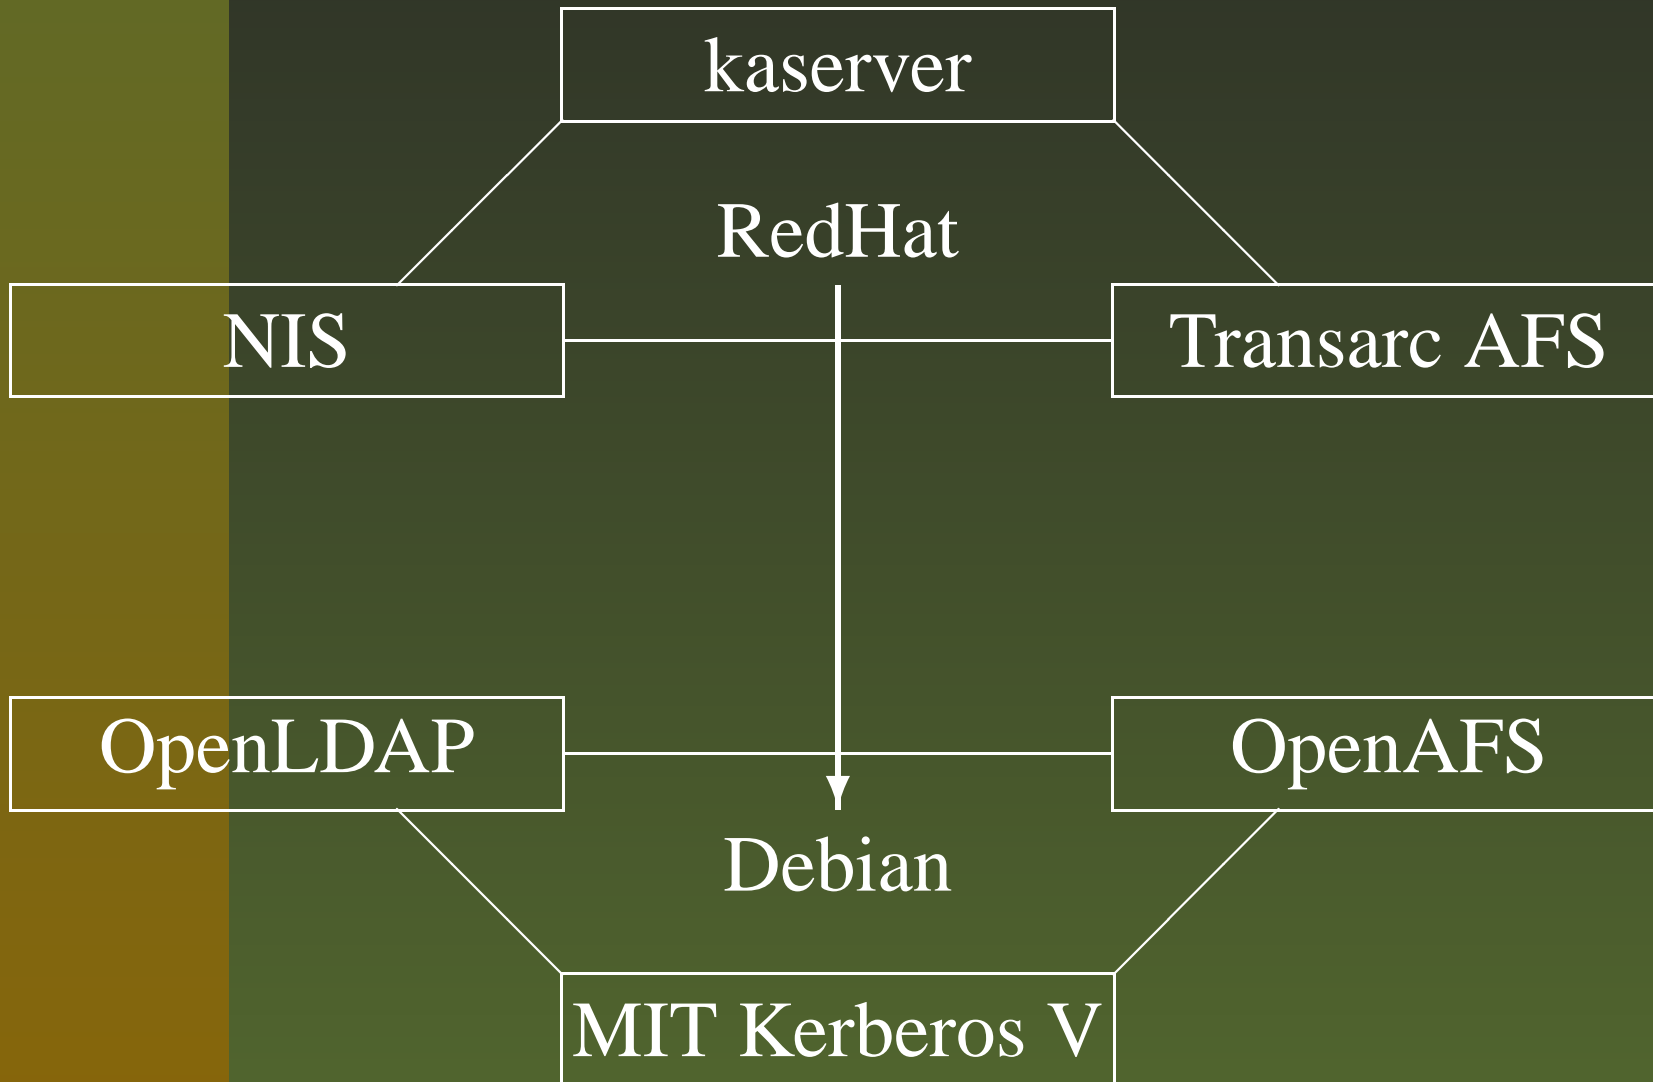 kaserver
RedHat
NIS
Transarc AFS
OpenLDAP
OpenAFS
Debian
MIT Kerberos V